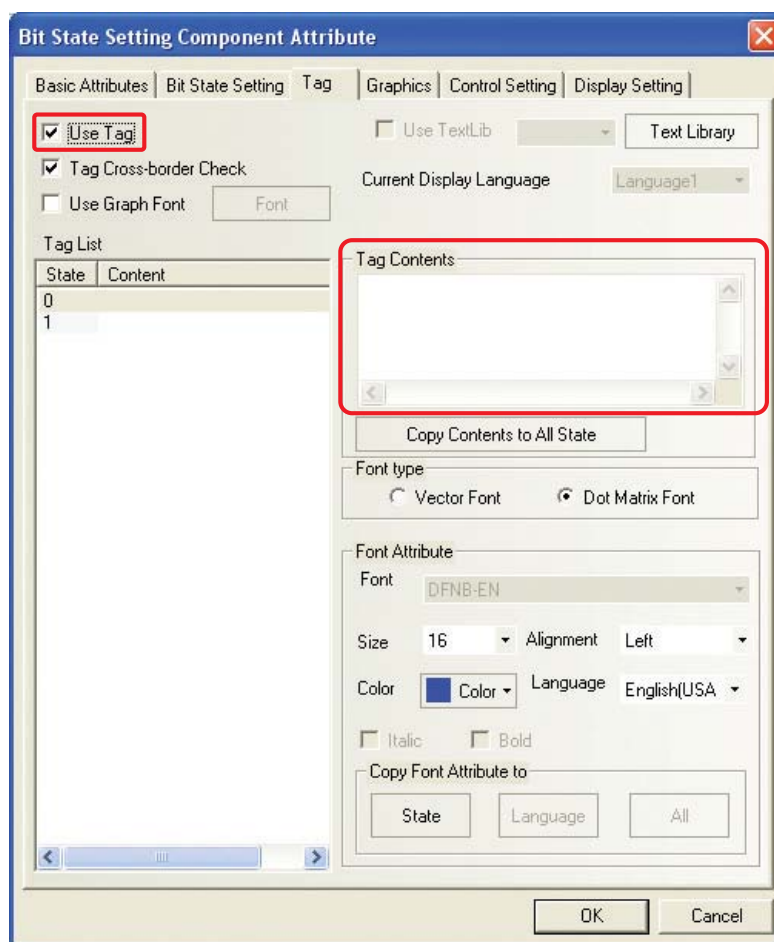 Bit State Setting Component Attribute
Basic Attributes Bit State Setting Tag Graphics Control Setting Display Setting
Use Tag
Use TextLib
Text Library
Tag Cross-border Check
Current Display Language Language1
Use Graph Font Font
Tag List
State Content
0
1
Tag Contents
Copy Contents to All State
Font type
Vector Font Dot Matrix Font
Font Attribute
Font DFNB-EN
Size 16 Alignment Left
Color Color Language English(USA
Italic Bold
Copy Font Attribute to
State Language All
OK Cancel